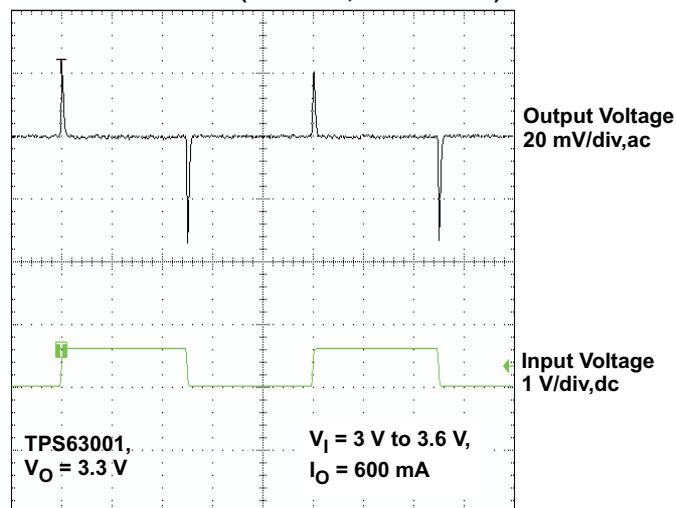 Output Voltage
20 mV/div,ac
Input Voltage
1 V/div,dc
TPS63001,
VO = 3.3 V
VI = 3 V to 3.6 V,
IO = 600 mA